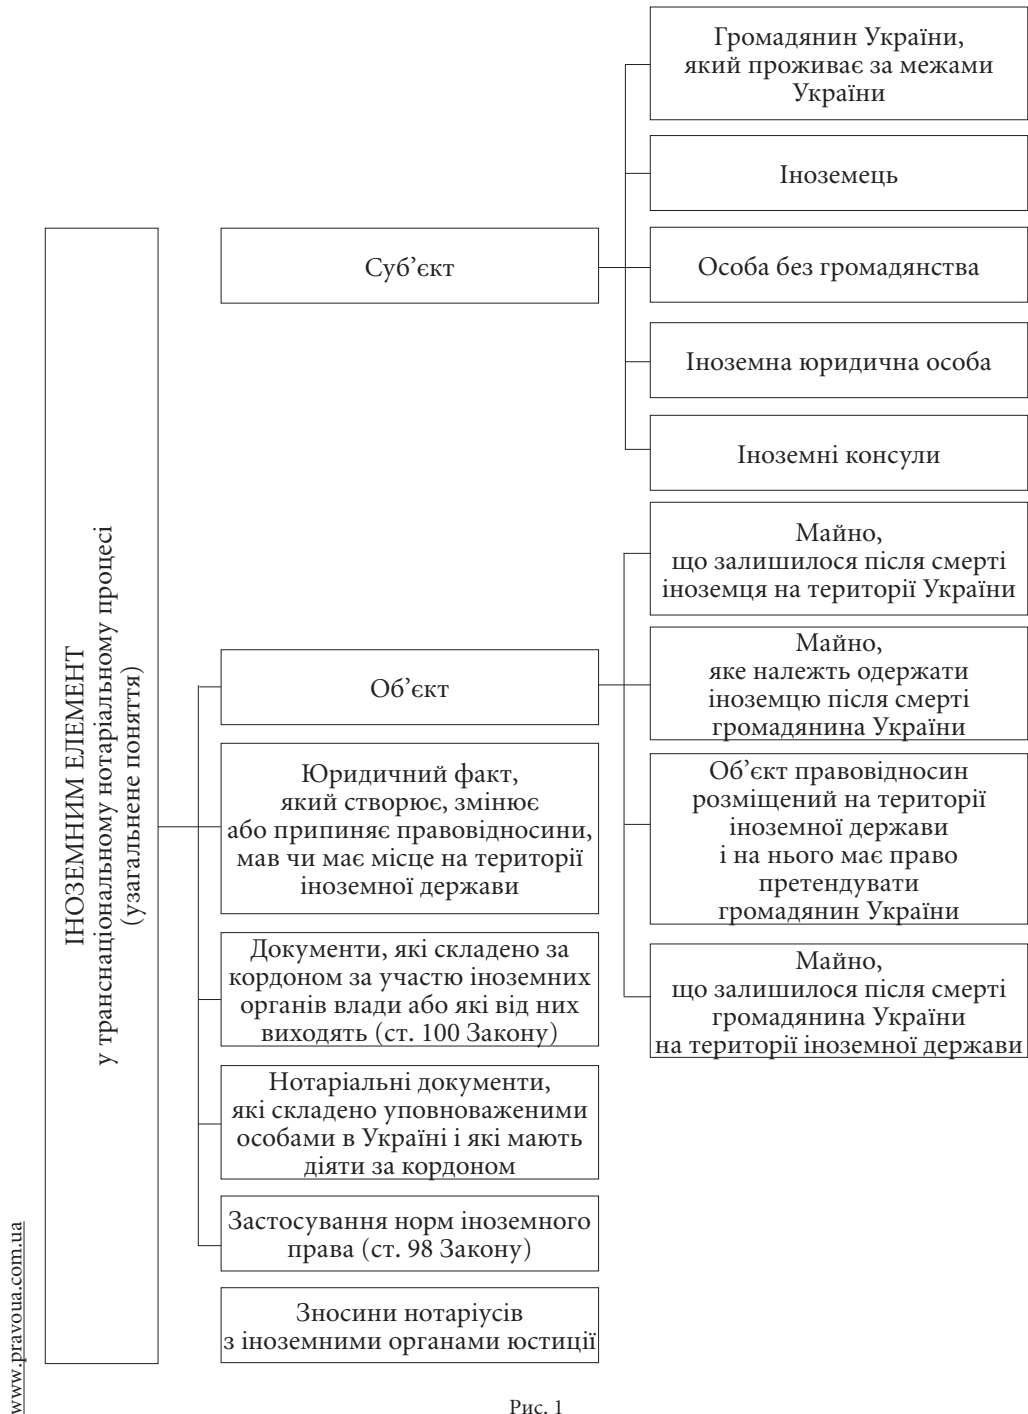 ІНОЗЕМНИМ ЕЛЕМЕНТ
у транснаціональному нотаріальному процесі
(узагальнене поняття)
Суб’єкт
Громадянин України,
який проживає за межами
України
Іноземець
Особа без громадянства
Іноземна юридична особа
Іноземні консули
Об’єкт
Майно,
що залишилося після смерті
іноземця на території України
Майно,
яке належть одержати
іноземцю після смерті
громадянина України
Об’єкт правовідносин
розміщений на території
іноземної держави
і на нього має право
претендувати
громадянин України
Майно,
що залишилося після смерті
громадянина України
на території іноземної держави
Юридичний факт,
який створює, змінює
або припиняє правовідносини,
мав чи має місце на території
іноземної держави
Документи, які складено за
кордоном за участю іноземних
органів влади або які від них
виходять (ст. 100 Закону)
Нотаріальні документи,
які складено уповноваженими
особами в Україні і які мають
діяти за кордоном
Застосування норм іноземного
права (ст. 98 Закону)
Зносини нотаріусів
з іноземними органами юстиції
www.pravoua.com.ua
Рис. 1